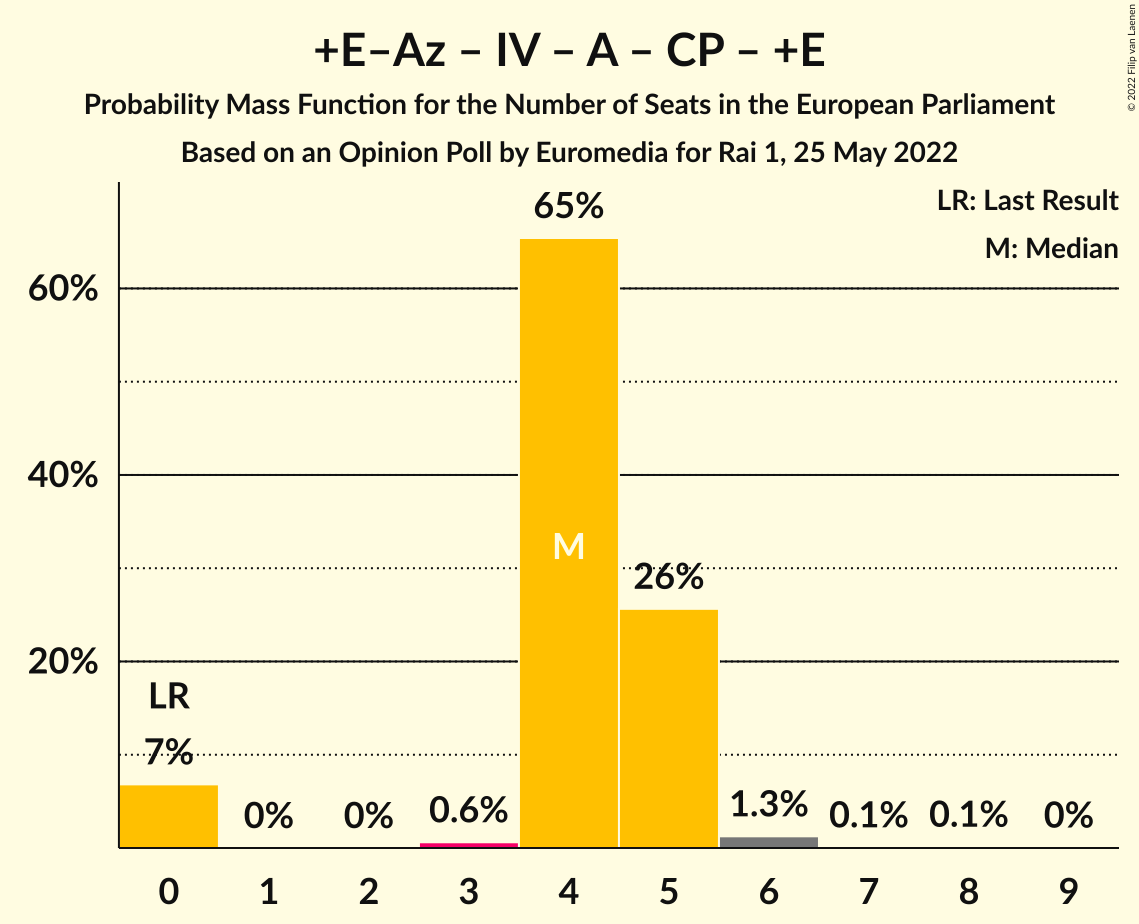 +E–Az – IV – A – CP – +E
Probability Mass Function for the Number of Seats in the European Parliament
Based on an Opinion Poll by Euromedia for Rai 1, 25 May 2022
© 2022 Filip van Laenen
LR: Last Result
M: Median
65%
60%
40%
M
26%
20%
LR
7%
0%
0%
0.6%
1.3%
0.1%
0.1%
0%
0 1 2 3 4 5 6 7 8 9